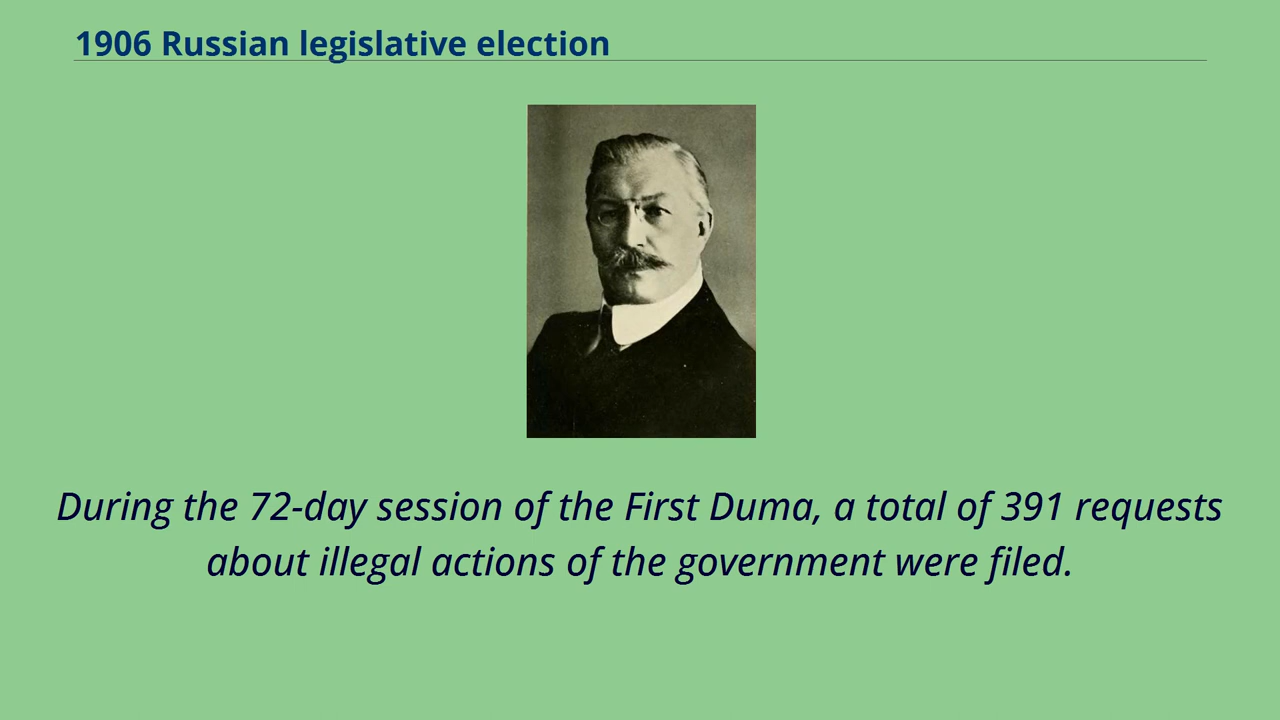 1906 Russian legislative election
During the 72-day session of the First Duma, a total of 391 requests
about illegal actions of the government were filed.